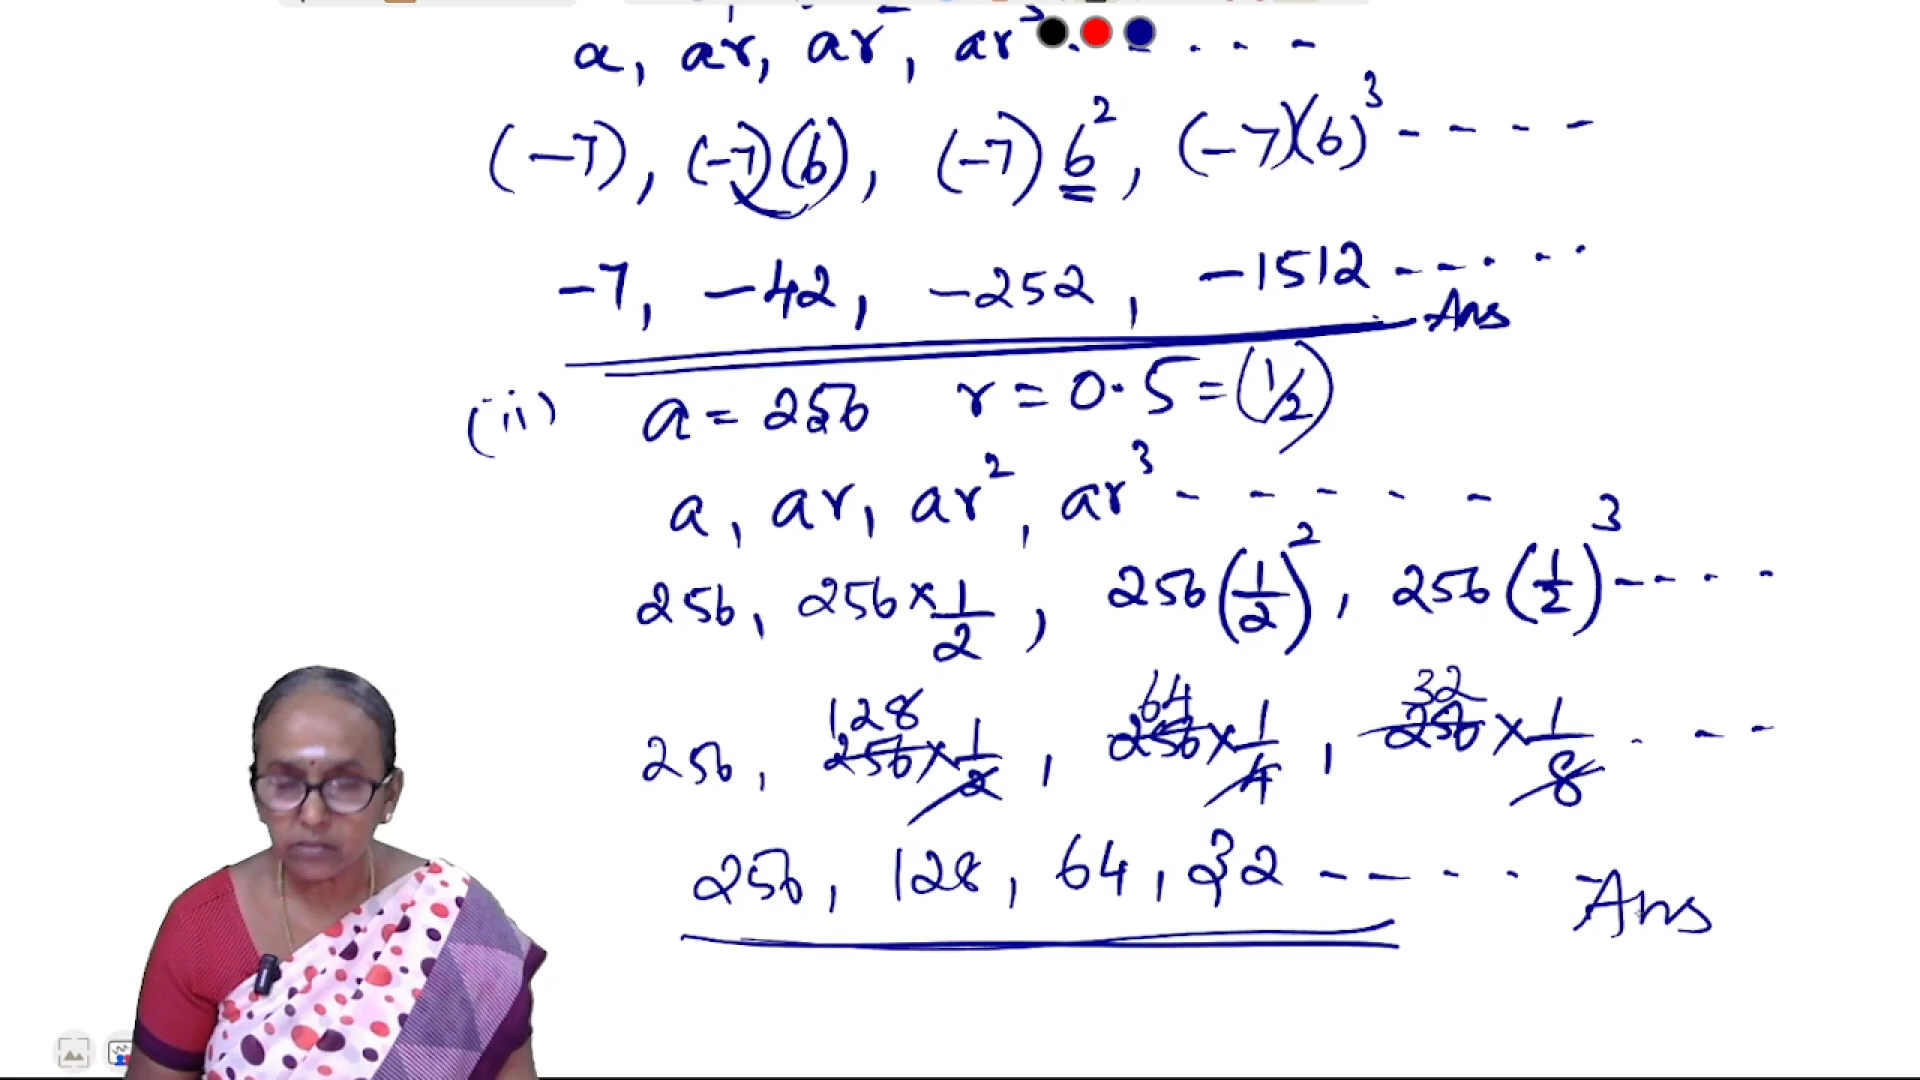 a, ar, ar², ar³ . - . - . -
(-7), (-7)(6), (-7) 6², (-7)(6)³ - - - -
-7, -42, -252, -1512 - - . . . Ans
(ii) a = 256 r = 0.5 = (1/2)
a, ar, ar², ar³ - - - - -
256, 256 × 1/2, 256 (1/2)², 256 (1/2)³ - - . . .
128 64 32
256, 256 × 1/2, 256 × 1/4, 256 × 1/8 . - -
256, 128, 64, 32 - - . . . Ans